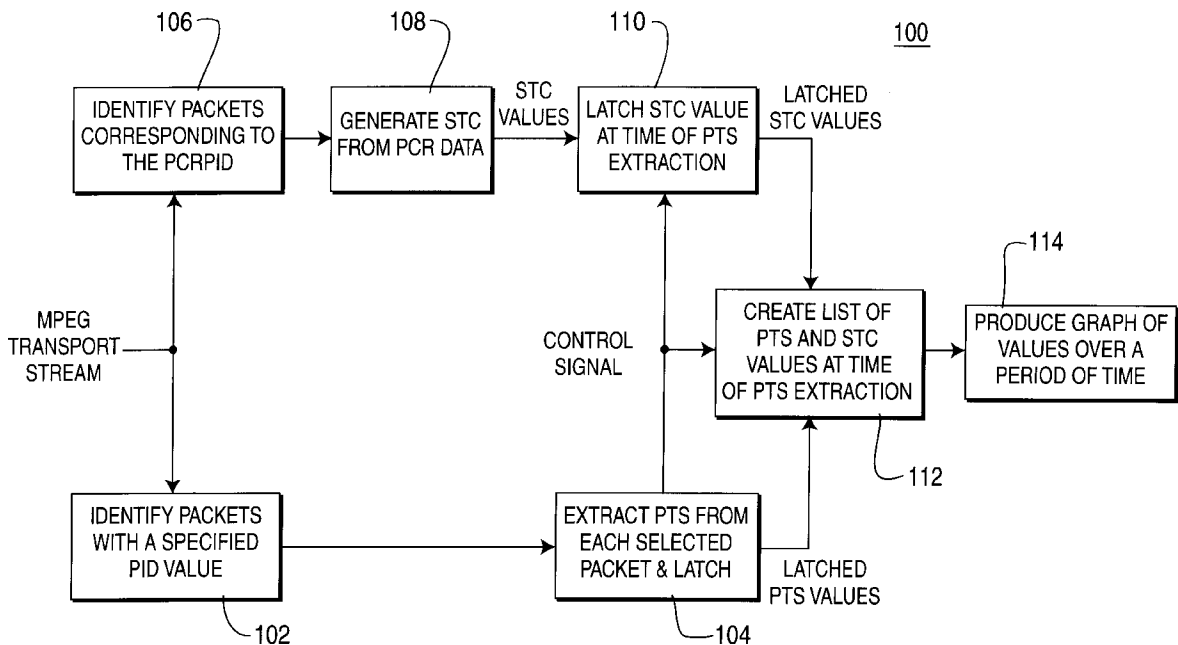 106
108
110
100
IDENTIFY PACKETS
CORRESPONDING TO
THE PCRPID
GENERATE STC
FROM PCR DATA
STC
VALUES
LATCH STC VALUE
AT TIME OF PTS
EXTRACTION
LATCHED
STC VALUES
114
MPEG
TRANSPORT
STREAM
CONTROL
SIGNAL
CREATE LIST OF
PTS AND STC
VALUES AT TIME
OF PTS EXTRACTION
PRODUCE GRAPH OF
VALUES OVER A
PERIOD OF TIME
112
IDENTIFY PACKETS
WITH A SPECIFIED
PID VALUE
EXTRACT PTS FROM
EACH SELECTED
PACKET & LATCH
LATCHED
PTS VALUES
102
104